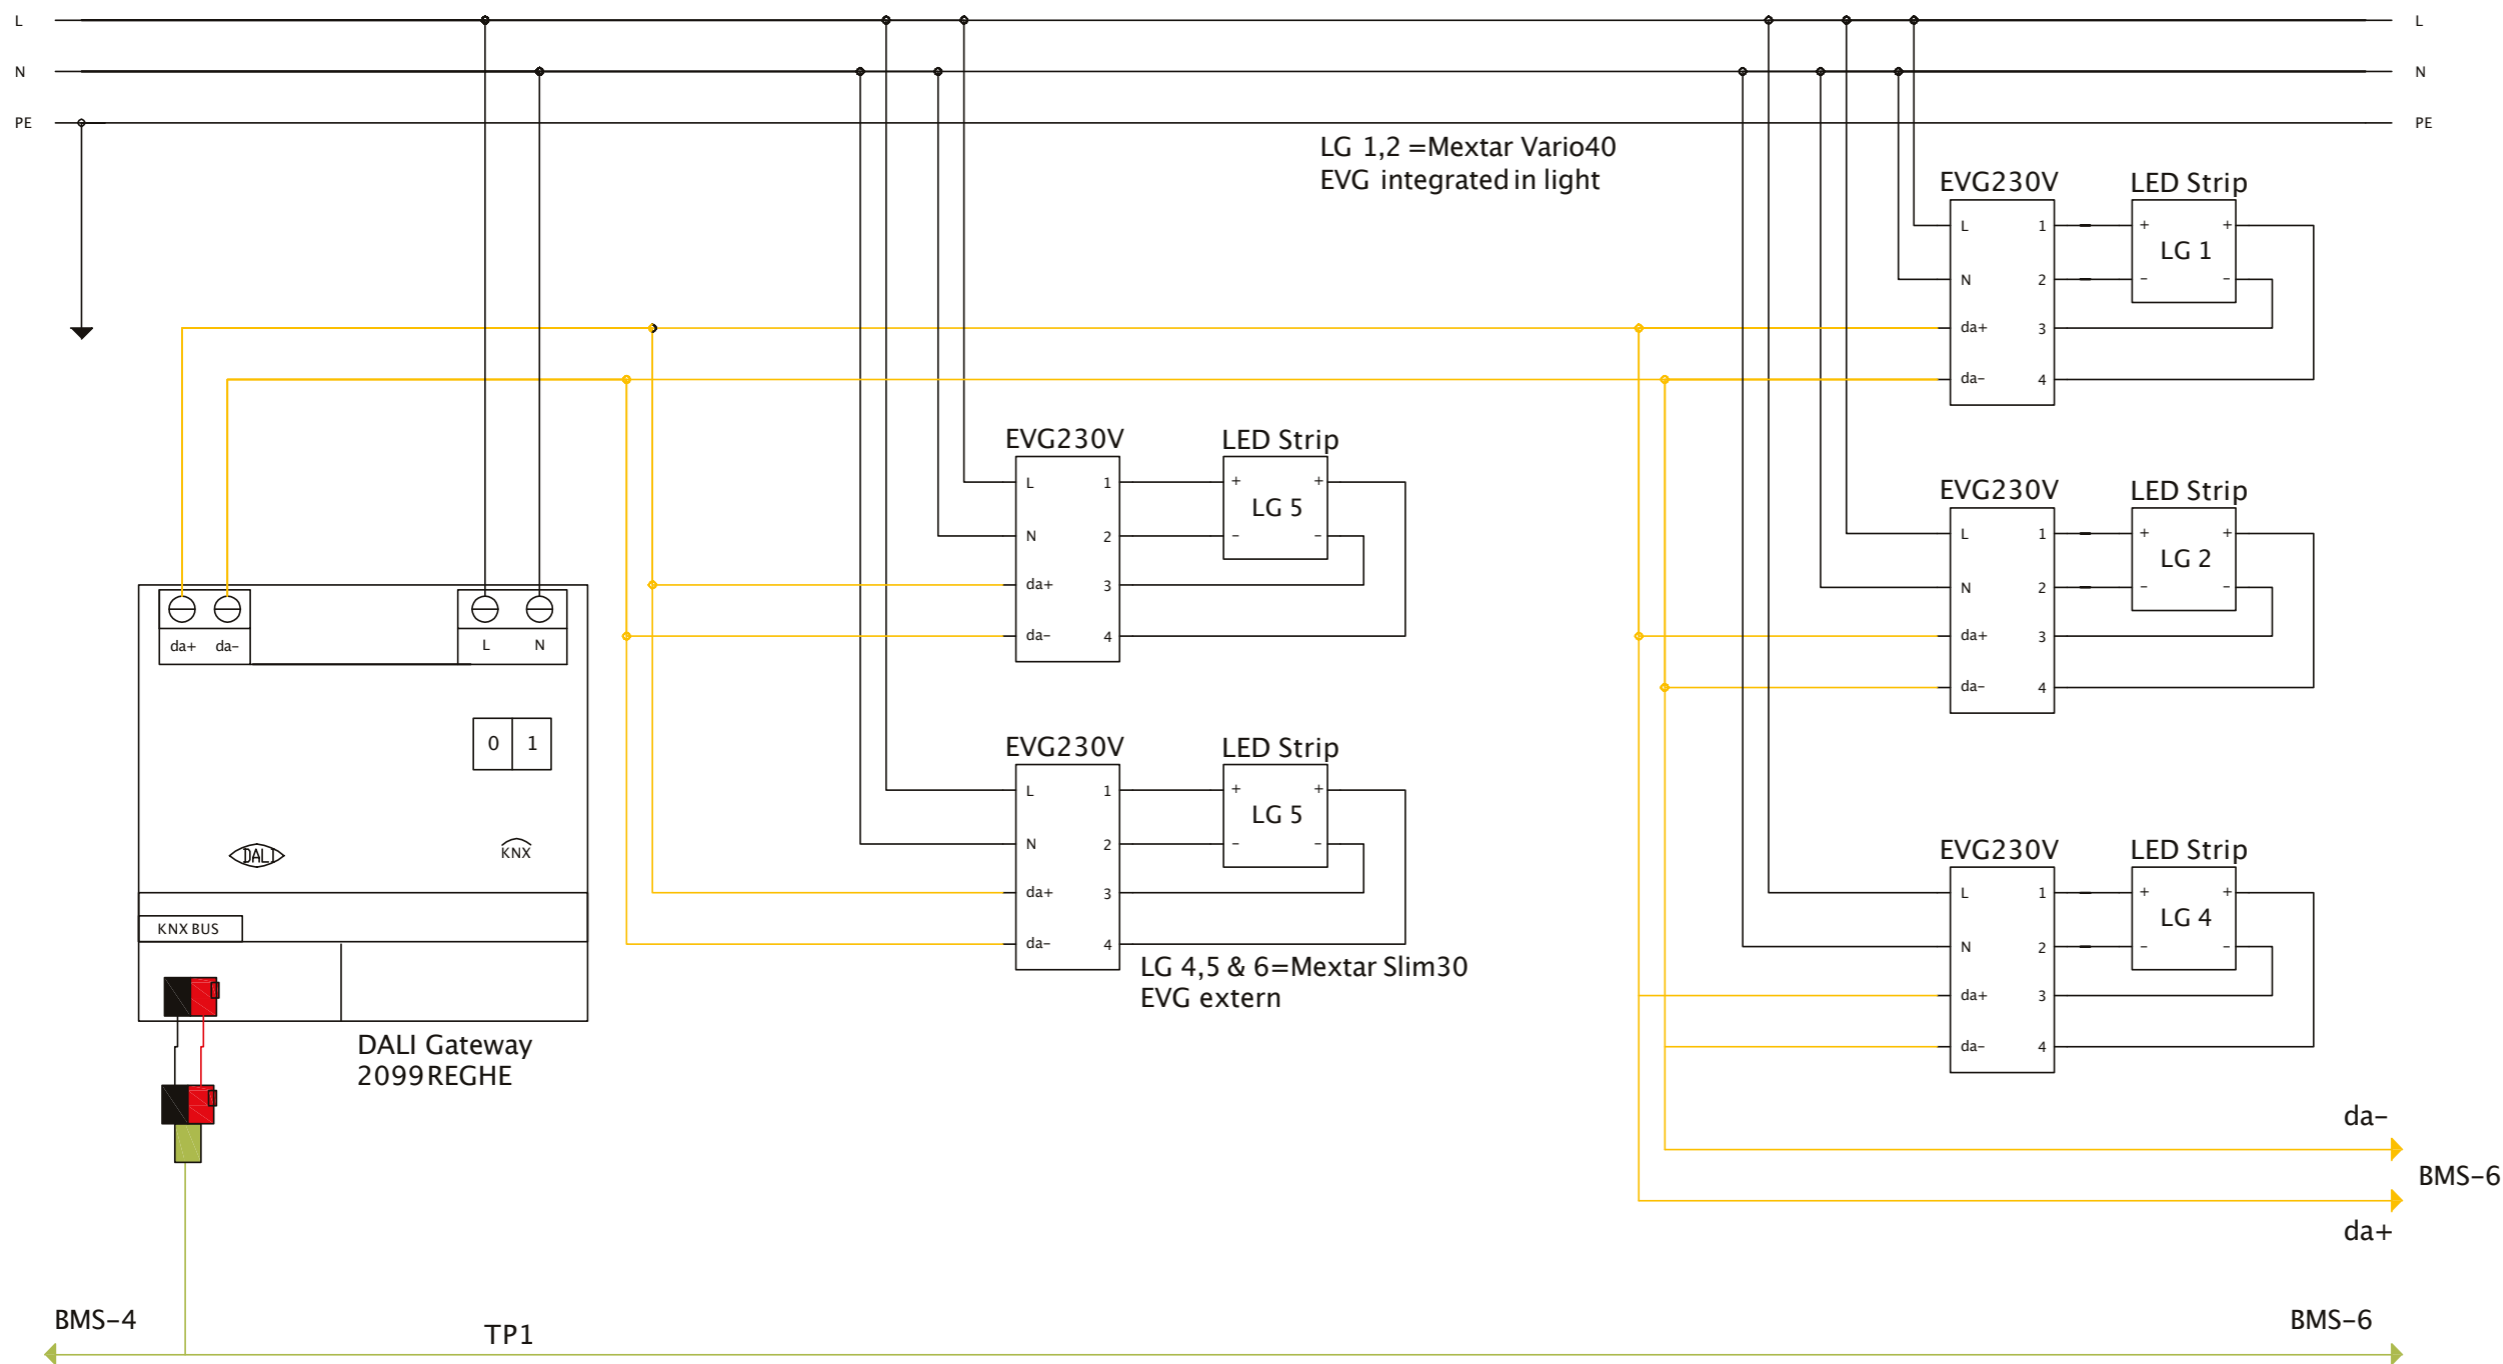 L L
N N
PE PE
LG 1,2 =Mextar Vario40
EVG integrated in light
EVG230V LED Strip
L 1 + +
LG 1
N 2 - -
da+ 3
da- 4
EVG230V LED Strip
L 1 + +
LG 5
N 2 - -
da+ 3
da- 4
EVG230V LED Strip
L 1 + +
LG 2
N 2 - -
da+ 3
da- 4
da+ da- L N
0 1
DALI KNX
KNX BUS
EVG230V LED Strip
L 1 + +
LG 5
N 2 - -
da+ 3
da- 4
LG 4,5 & 6=Mextar Slim30
EVG extern
EVG230V LED Strip
L 1 + +
LG 4
N 2 - -
da+ 3
da- 4
DALI Gateway
2099REGHE
da-
BMS-6
da+
BMS-4 TP1 BMS-6